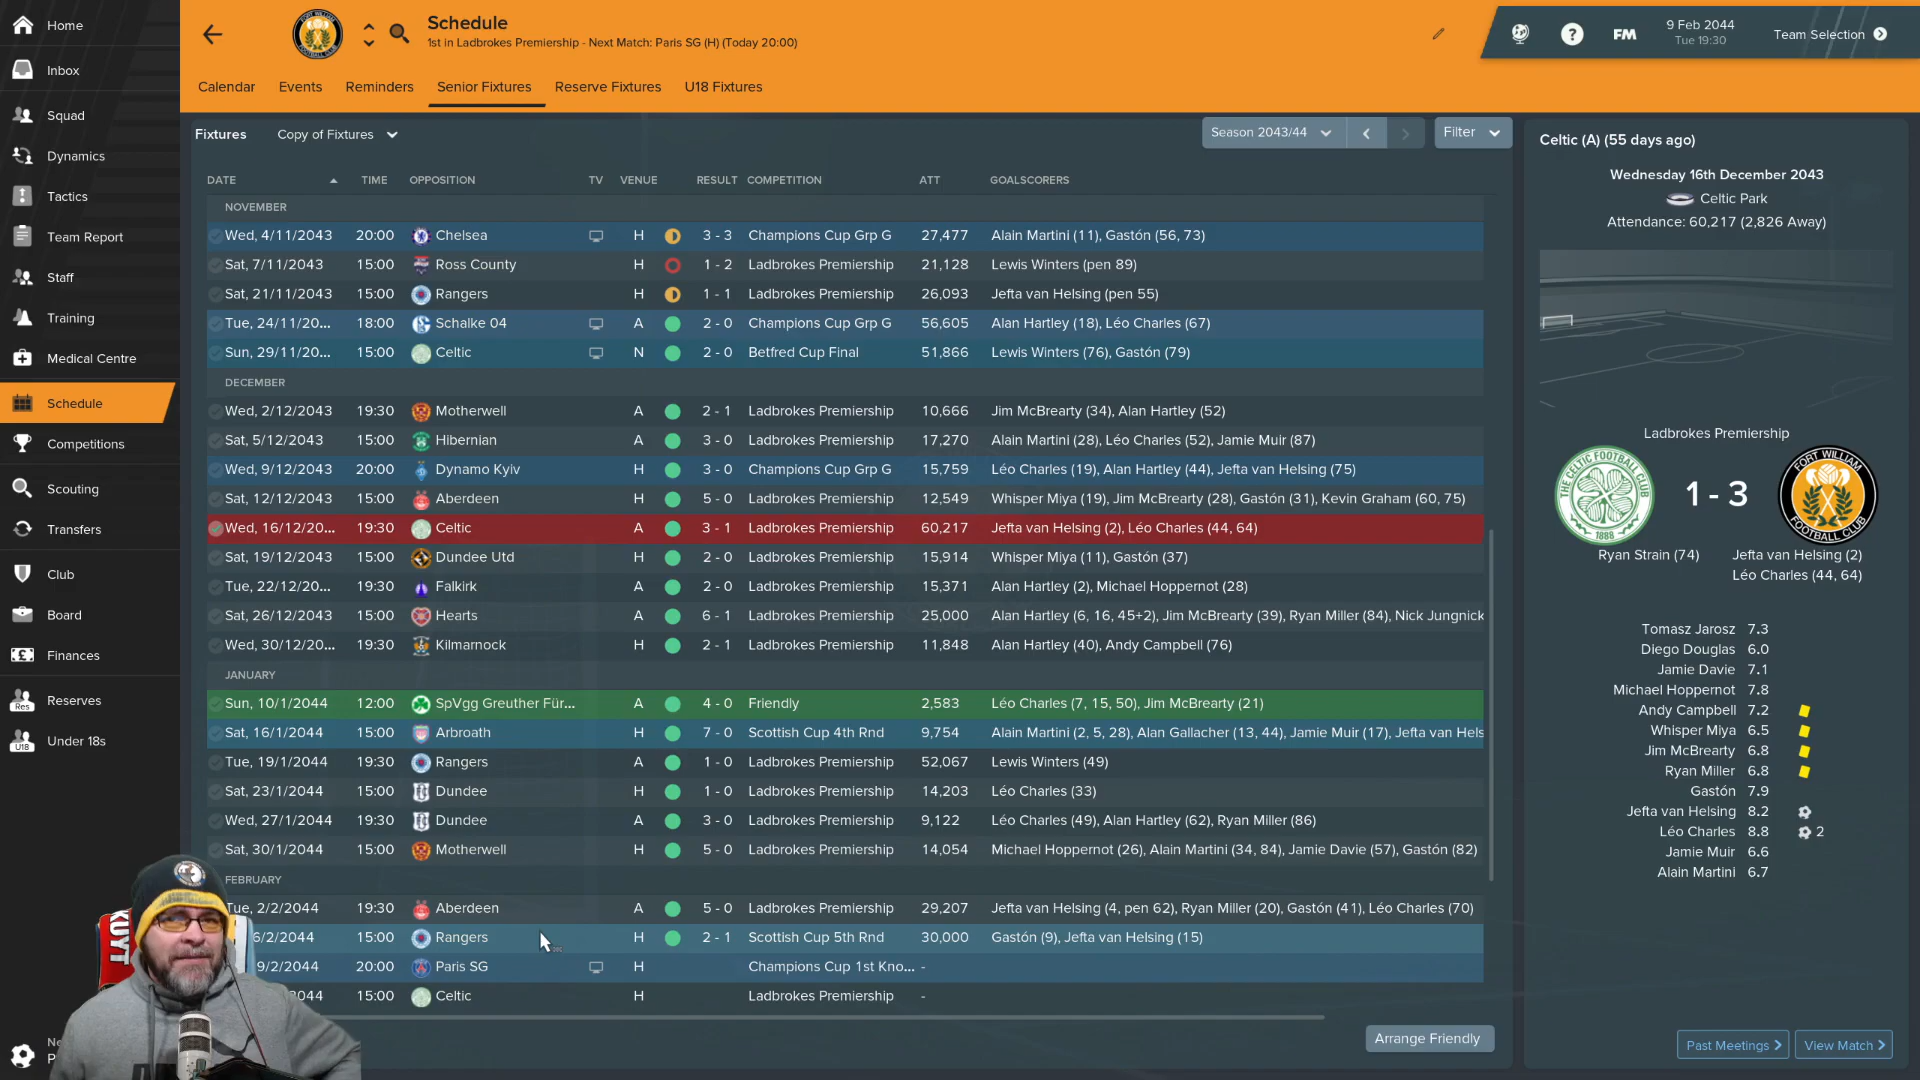 Home
Inbox
Squad
Dynamics
Tactics
Team Report
Staff
Training
Medical Centre
Schedule
Competitions
Scouting
Transfers
Club
Board
Finances
Reserves
Under 18s
Schedule
1st in Ladbrokes Premiership - Next Match: Paris SG (H) (Today 20:00)
FM
9 Feb 2044
Tue 19:30
Team Selection
Calendar Events Reminders Senior Fixtures Reserve Fixtures U18 Fixtures
Fixtures Copy of Fixtures Season 2043/44 Filter
DATE TIME OPPOSITION TV VENUE RESULT COMPETITION ATT GOALSCORERS
NOVEMBER
Wed, 4/11/2043 20:00 Chelsea H 3 - 3 Champions Cup Grp G 27,477 Alain Martini (11), Gastón (56, 73)
Sat, 7/11/2043 15:00 Ross County H 1 - 2 Ladbrokes Premiership 21,128 Lewis Winters (pen 89)
Sat, 21/11/2043 15:00 Rangers H 1 - 1 Ladbrokes Premiership 26,093 Jefta van Helsing (pen 55)
Tue, 24/11/20... 18:00 Schalke 04 A 2 - 0 Champions Cup Grp G 56,605 Alan Hartley (18), Léo Charles (67)
Sun, 29/11/20... 15:00 Celtic N 2 - 0 Betfred Cup Final 51,866 Lewis Winters (76), Gastón (79)
DECEMBER
Wed, 2/12/2043 19:30 Motherwell A 2 - 1 Ladbrokes Premiership 10,666 Jim McBrearty (34), Alan Hartley (52)
Sat, 5/12/2043 15:00 Hibernian A 3 - 0 Ladbrokes Premiership 17,270 Alain Martini (28), Léo Charles (52), Jamie Muir (87)
Wed, 9/12/2043 20:00 Dynamo Kyiv H 3 - 0 Champions Cup Grp G 15,759 Léo Charles (19), Alan Hartley (44), Jefta van Helsing (75)
Sat, 12/12/2043 15:00 Aberdeen H 5 - 0 Ladbrokes Premiership 12,549 Whisper Miya (19), Jim McBrearty (28), Gastón (31), Kevin Graham (60, 75)
Wed, 16/12/20... 19:30 Celtic A 3 - 1 Ladbrokes Premiership 60,217 Jefta van Helsing (2), Léo Charles (44, 64)
Sat, 19/12/2043 15:00 Dundee Utd H 2 - 0 Ladbrokes Premiership 15,914 Whisper Miya (11), Gastón (37)
Tue, 22/12/20... 19:30 Falkirk A 2 - 0 Ladbrokes Premiership 15,371 Alan Hartley (2), Michael Hoppernot (28)
Sat, 26/12/2043 15:00 Hearts A 6 - 1 Ladbrokes Premiership 25,000 Alan Hartley (6, 16, 45+2), Jim McBrearty (39), Ryan Miller (84), Nick Jungnick
Wed, 30/12/20... 19:30 Kilmarnock H 2 - 1 Ladbrokes Premiership 11,848 Alan Hartley (40), Andy Campbell (76)
JANUARY
Sun, 10/1/2044 12:00 SpVgg Greuther Für... A 4 - 0 Friendly 2,583 Léo Charles (7, 15, 50), Jim McBrearty (21)
Sat, 16/1/2044 15:00 Arbroath H 7 - 0 Scottish Cup 4th Rnd 9,754 Alain Martini (2, 5, 28), Alan Gallacher (13, 44), Jamie Muir (17), Jefta van Hels
Tue, 19/1/2044 19:30 Rangers A 1 - 0 Ladbrokes Premiership 52,067 Lewis Winters (49)
Sat, 23/1/2044 15:00 Dundee H 1 - 0 Ladbrokes Premiership 14,203 Léo Charles (33)
Wed, 27/1/2044 19:30 Dundee A 3 - 0 Ladbrokes Premiership 9,122 Léo Charles (49), Alan Hartley (62), Ryan Miller (86)
Sat, 30/1/2044 15:00 Motherwell H 5 - 0 Ladbrokes Premiership 14,054 Michael Hoppernot (26), Alain Martini (34, 84), Jamie Davie (57), Gastón (82)
FEBRUARY
Tue, 2/2/2044 19:30 Aberdeen A 5 - 0 Ladbrokes Premiership 29,207 Jefta van Helsing (4, pen 62), Ryan Miller (20), Gastón (41), Léo Charles (70)
6/2/2044 15:00 Rangers H 2 - 1 Scottish Cup 5th Rnd 30,000 Gastón (9), Jefta van Helsing (15)
9/2/2044 20:00 Paris SG H Champions Cup 1st Kno... -
15:00 Celtic H Ladbrokes Premiership -
Arrange Friendly
KUYT
Celtic (A) (55 days ago)
Wednesday 16th December 2043
Celtic Park
Attendance: 60,217 (2,826 Away)
Ladbrokes Premiership
THE CELTIC FOOTBALL CLUB
1888
1 - 3
FORT WILLIAM
FOOTBALL CLUB
Ryan Strain (74)
Jefta van Helsing (2)
Léo Charles (44, 64)
Tomasz Jarosz 7.3
Diego Douglas 6.0
Jamie Davie 7.1
Michael Hoppernot 7.8
Andy Campbell 7.2
Whisper Miya 6.5
Jim McBrearty 6.8
Ryan Miller 6.8
Gastón 7.9
Jefta van Helsing 8.2
Léo Charles 8.8 2
Jamie Muir 6.6
Alain Martini 6.7
Past Meetings View Match